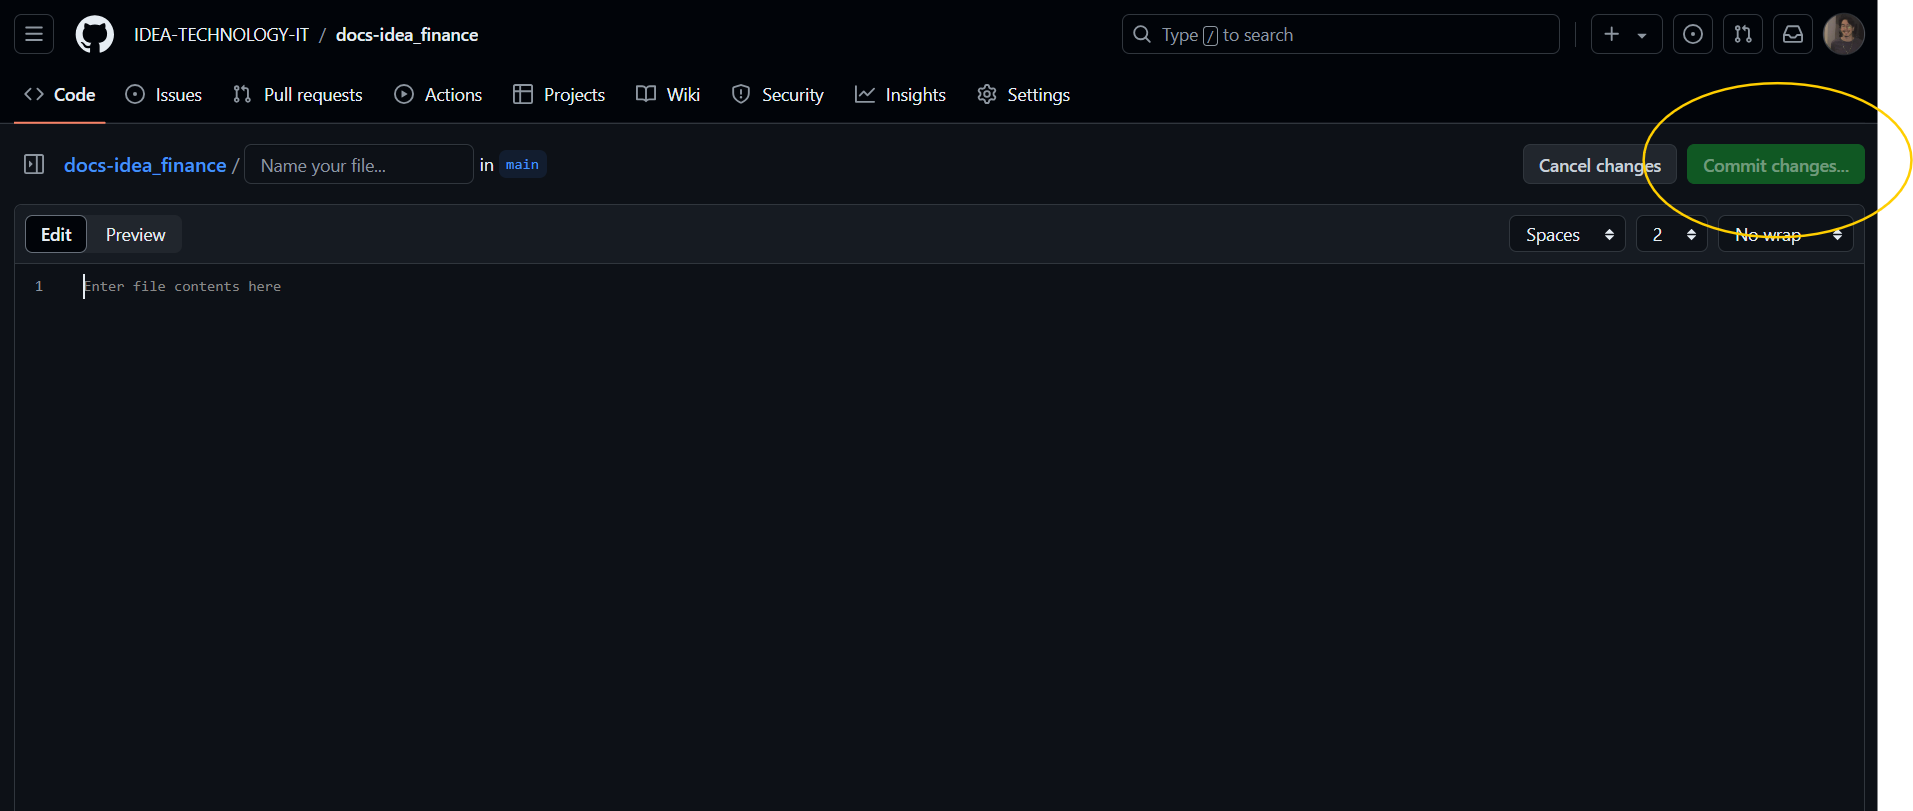 IDEA-TECHNOLOGY-IT / docs-idea_finance Type / to search
Code Issues Pull requests Actions Projects Wiki Security Insights Settings
docs-idea_finance / Name your file... in main Cancel changes Commit changes...
Edit Preview Spaces 2 No wrap
1 Enter file contents here